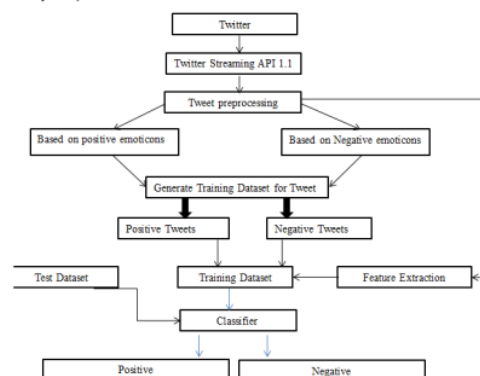 Twitter
Twitter Streaming API 1.1
Tweet preprocessing
Based on positive emoticons
Based on Negative emoticons
Generate Training Dataset for Tweet
Positive Tweets
Negative Tweets
Test Dataset
Training Dataset
Feature Extraction
Classifier
Positive
Negative